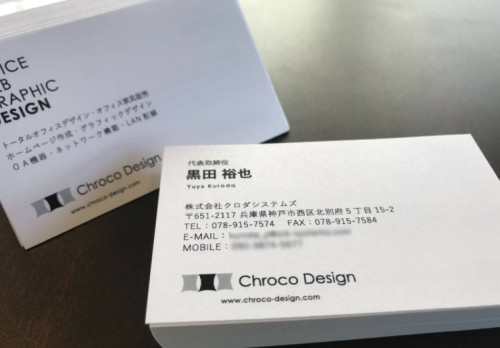 ICE
EB
RAPHIC
DESIGN
トータルオフィスデザイン・オフィス家具販売
ホームページ作成・グラフィックデザイン
OA機器・ネットワーク構築・LAN配線
Chroco Design
www.chroco-design.com
代表取締役
黒田 裕也
Yuya Kuroda
株式会社クロダシステムズ
〒651-2117 兵庫県神戸市西区北別府5丁目15-2
TEL：078-915-7574 FAX：078-915-7584
E-MAIL：
MOBILE：
Chroco Design
www.chroco-design.com